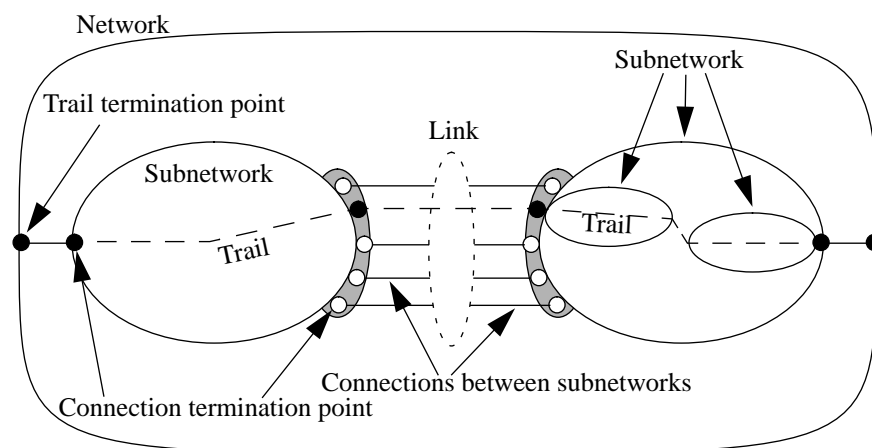 Network
Subnetwork
Trail termination point
Link
Subnetwork
Trail
Trail
Connections between subnetworks
Connection termination point